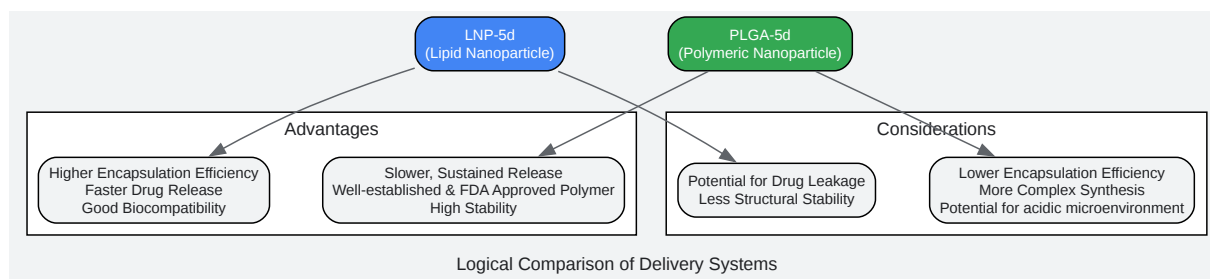 LNP-5d
(Lipid Nanoparticle)
PLGA-5d
(Polymeric Nanoparticle)
Advantages
Considerations
Higher Encapsulation Efficiency
Faster Drug Release
Good Biocompatibility
Slower, Sustained Release
Well-established & FDA Approved Polymer
High Stability
Potential for Drug Leakage
Less Structural Stability
Lower Encapsulation Efficiency
More Complex Synthesis
Potential for acidic microenvironment
Logical Comparison of Delivery Systems